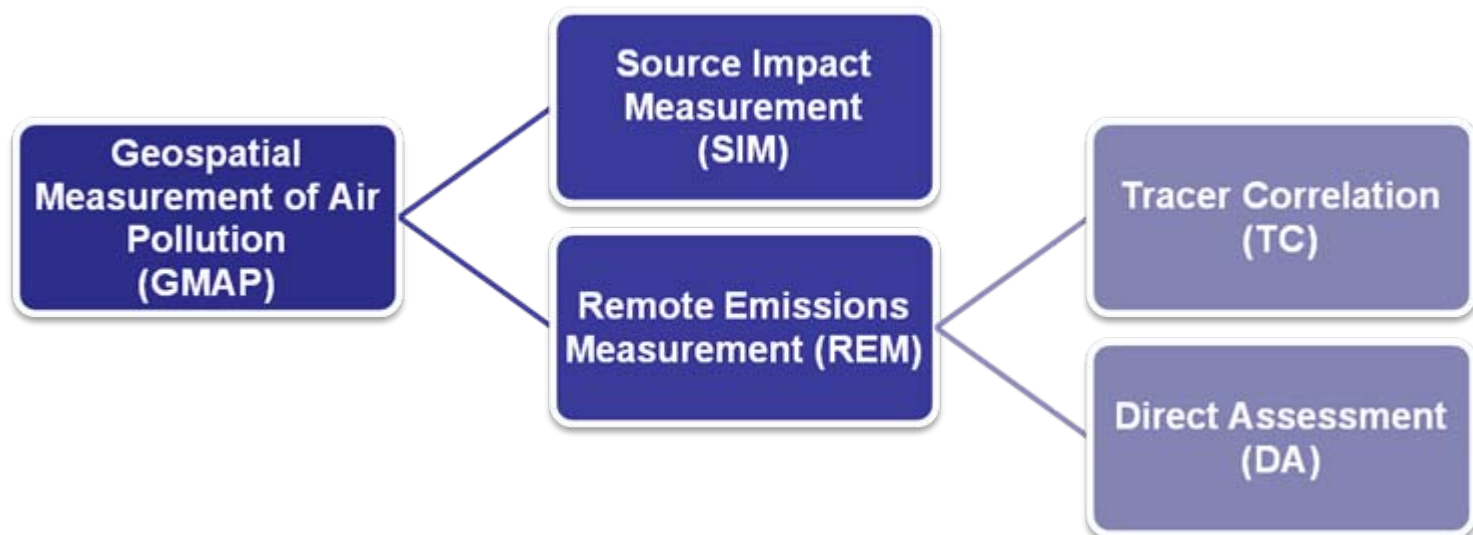 Geospatial
Measurement of Air
Pollution
(GMAP)
Source Impact
Measurement
(SIM)
Remote Emissions
Measurement (REM)
Tracer Correlation
(TC)
Direct Assessment
(DA)